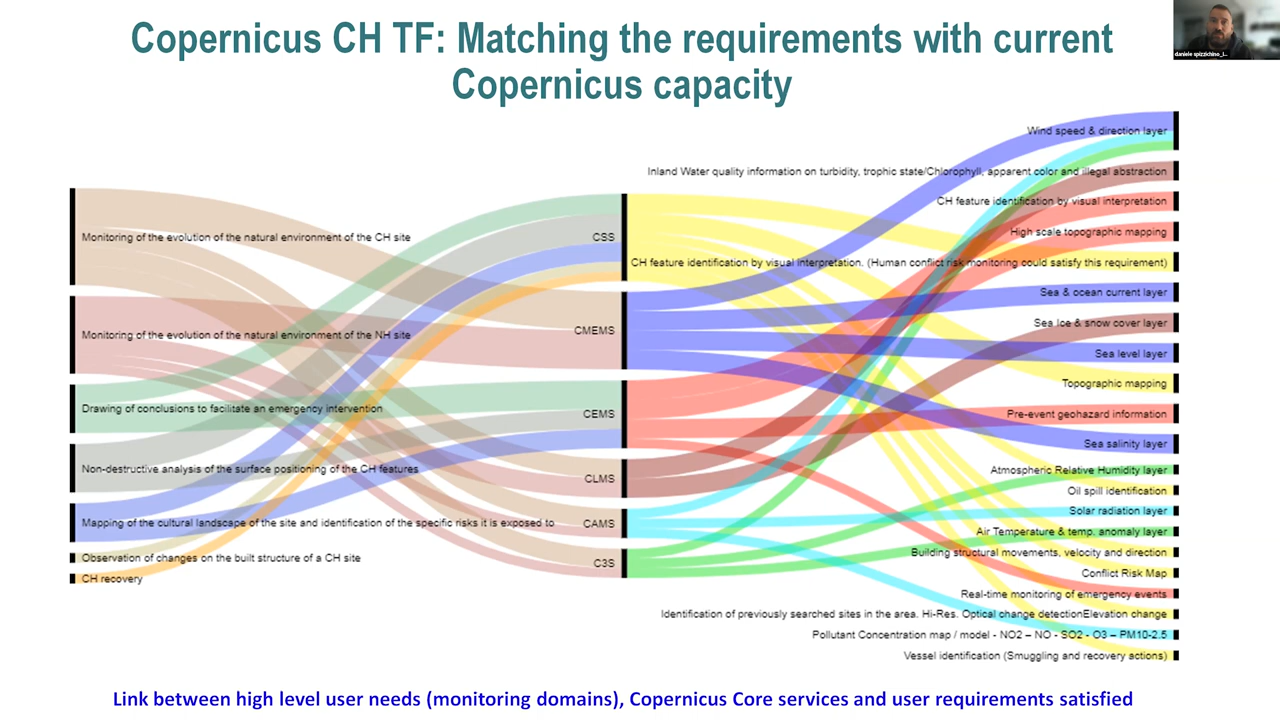 Copernicus CH TF: Matching the requirements with current
Copernicus capacity
daniele spizzichino_I...
Monitoring of the evolution of the natural environment of the CH site
Monitoring of the evolution of the natural environment of the NH site
Drawing of conclusions to facilitate an emergency intervention
Non-destructive analysis of the surface positioning of the CH features
Mapping of the cultural landscape of the site and identification of the specific risks it is exposed to
Observation of changes on the built structure of a CH site
CH recovery
CSS
CMEMS
CEMS
CLMS
CAMS
C3S
Wind speed & direction layer
Inland Water quality information on turbidity, trophic state/Chlorophyll, apparent color and illegal abstraction
CH feature identification by visual interpretation
High scale topographic mapping
CH feature identification by visual interpretation. (Human conflict risk monitoring could satisfy this requirement)
Sea & ocean current layer
Sea Ice & snow cover layer
Sea level layer
Topographic mapping
Pre-event geohazard information
Sea salinity layer
Atmospheric Relative Humidity layer
Oil spill identification
Solar radiation layer
Air Temperature & temp. anomaly layer
Building structural movements, velocity and direction
Conflict Risk Map
Real-time monitoring of emergency events
Identification of previously searched sites in the area. Hi-Res. Optical change detectionElevation change
Pollutant Concentration map / model - NO2 – NO - SO2 - O3 – PM10-2.5
Vessel identification (Smuggling and recovery actions)
Link between high level user needs (monitoring domains), Copernicus Core services and user requirements satisfied